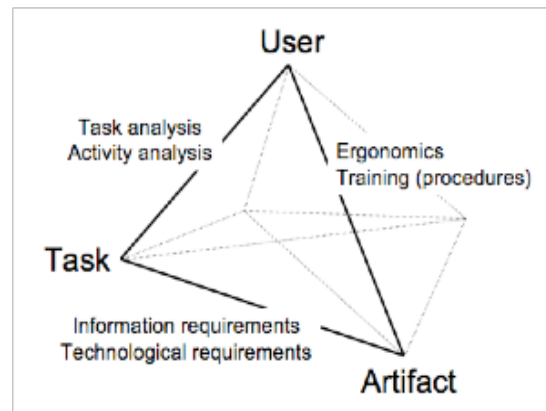 User
Task analysis
Activity analysis
Ergonomics
Training (procedures)
Task
Information requirements
Technological requirements
Artifact